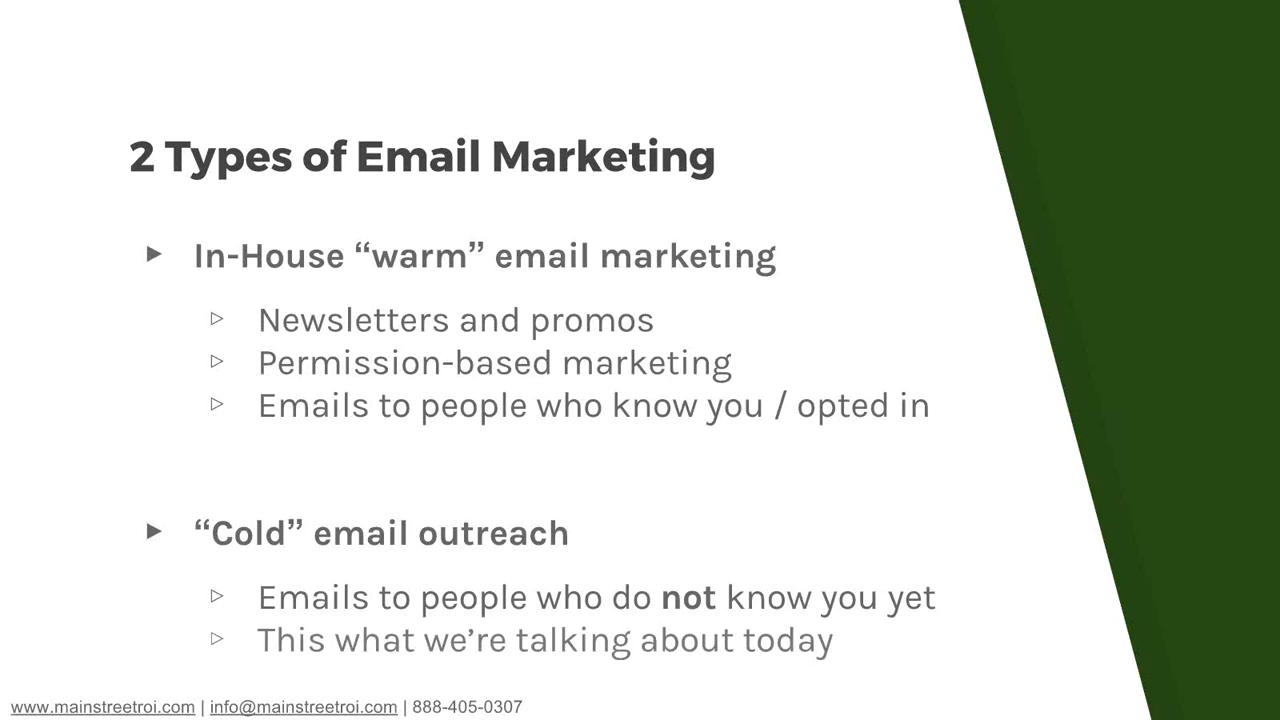 2 Types of Email Marketing
In-House “warm” email marketing
Newsletters and promos
Permission-based marketing
Emails to people who know you / opted in
“Cold” email outreach
Emails to people who do not know you yet
This what we’re talking about today
www.mainstreetroi.com | info@mainstreetroi.com | 888-405-0307